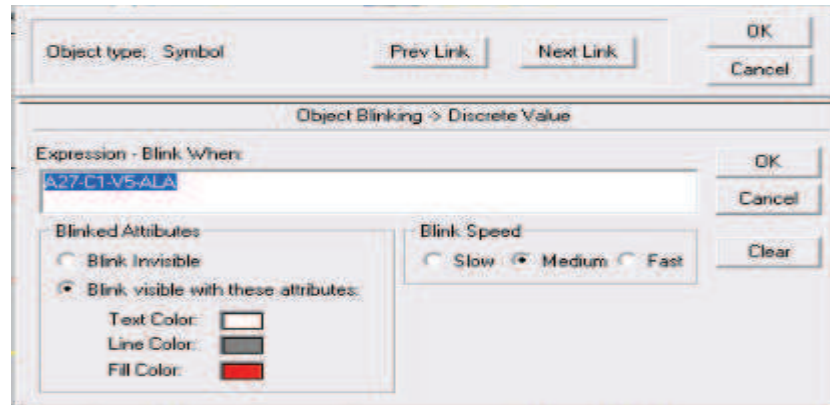 Object type: Symbol Prev Link Next Link OK
Cancel
Object Blinking -> Discrete Value
Expression - Blink When:
A27-C1-V5-ALA
OK
Cancel
Clear
Blinked Attributes
Blink Invisible
Blink visible with these attributes:
Text Color:
Line Color:
Fill Color:
Blink Speed
Slow Medium Fast